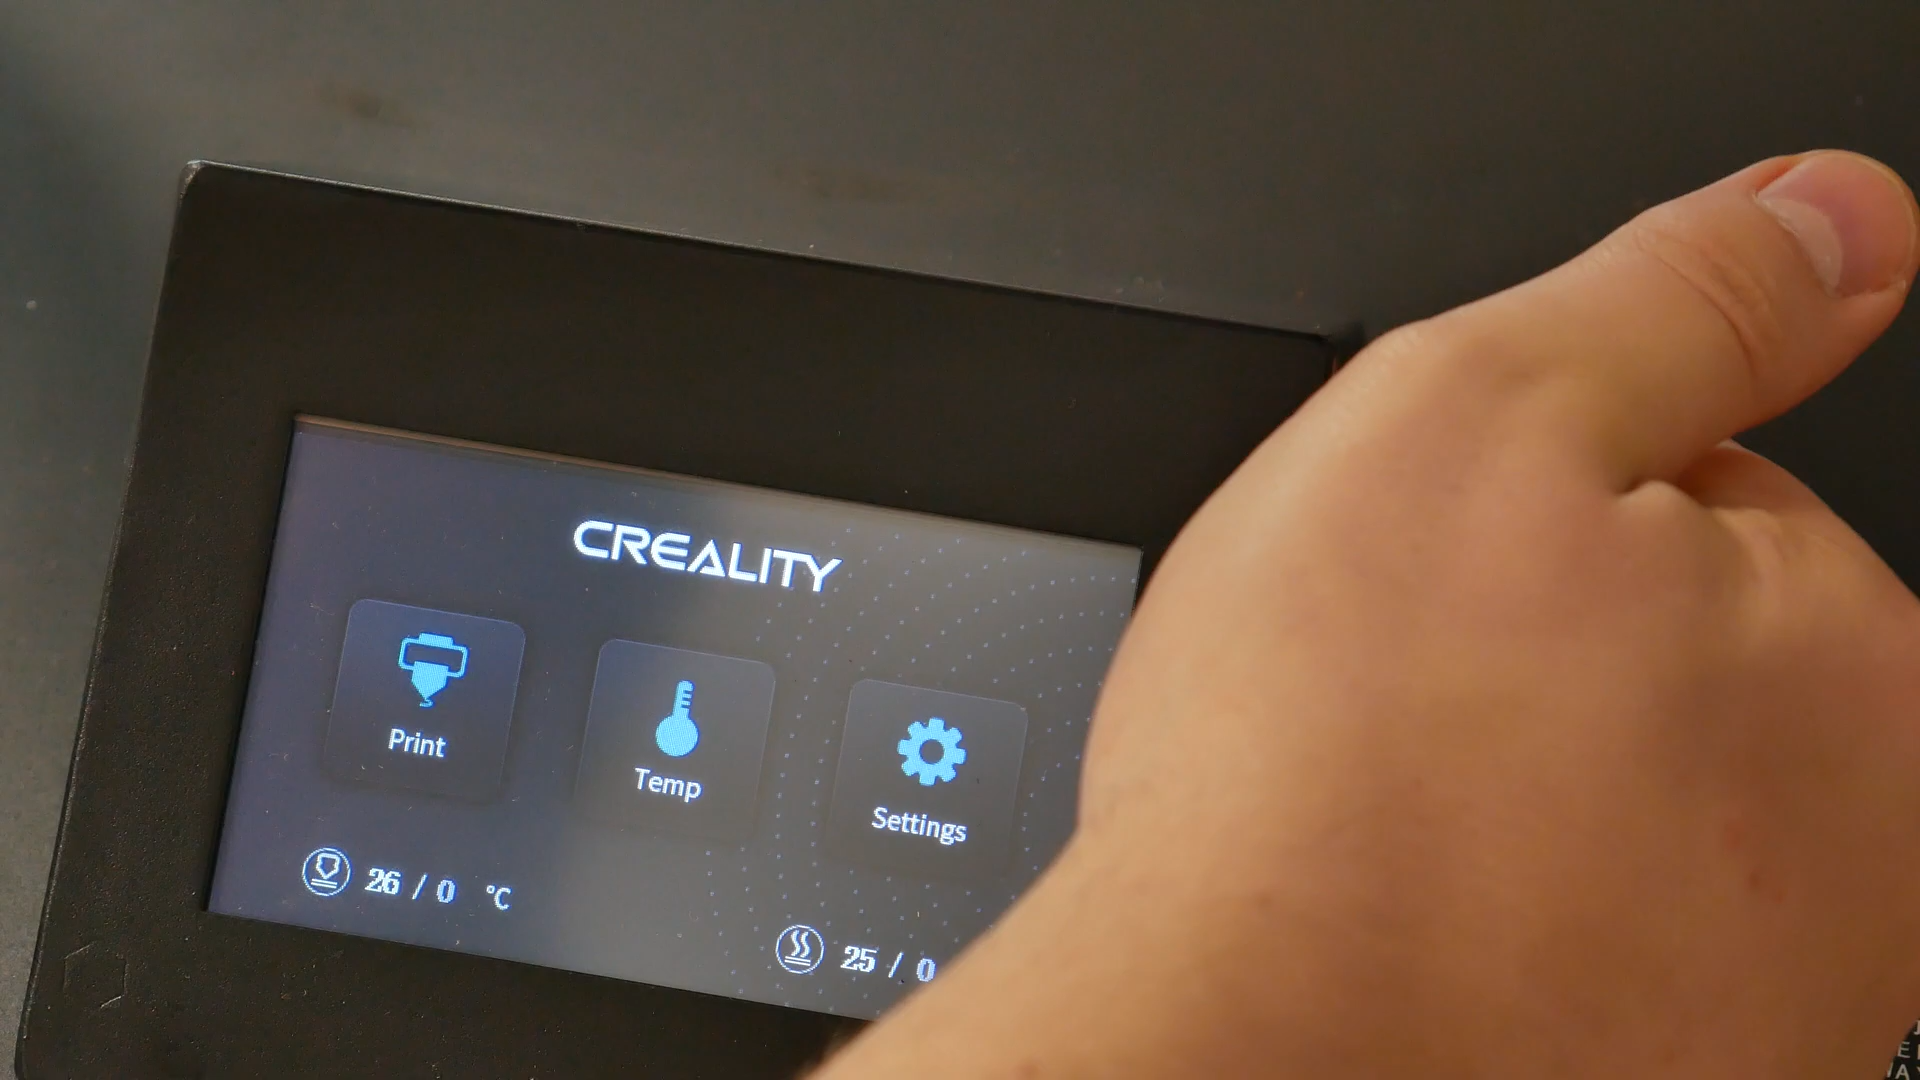 CREALITY
Print
Temp
Settings
26 / 0 °C
25 / 0